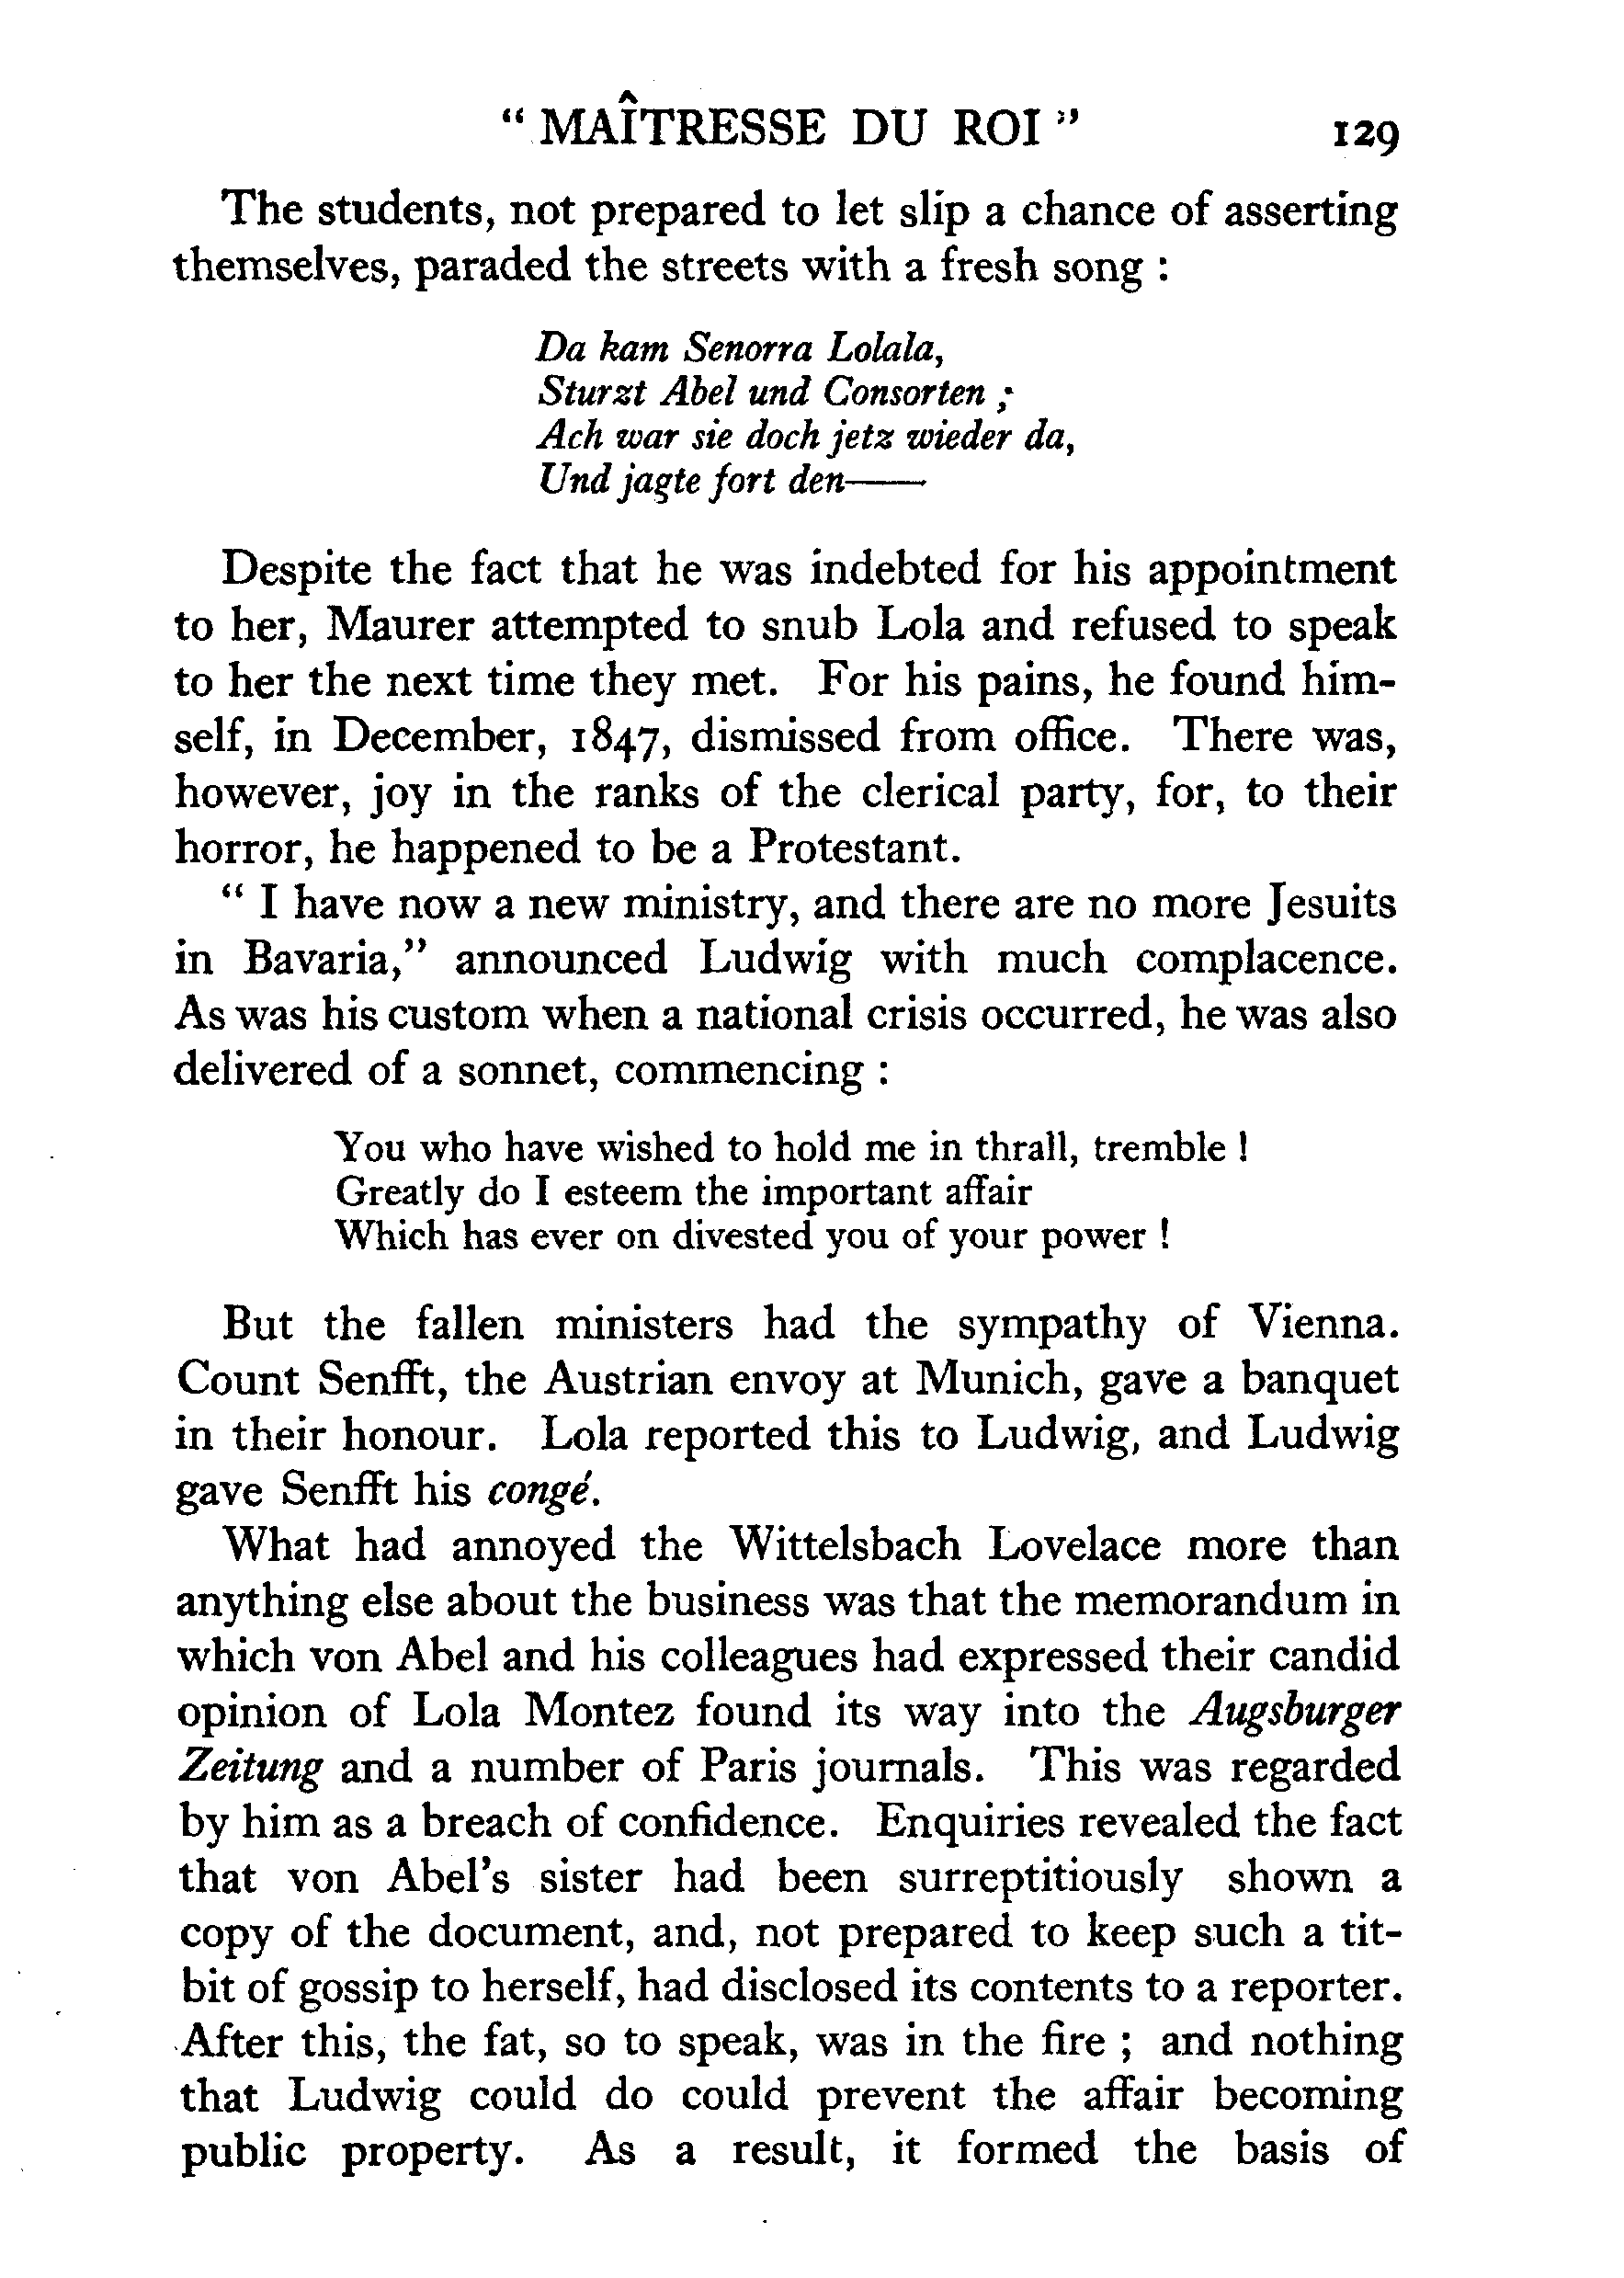 “ MAÎTRESSE DU ROI ” 129
The students, not prepared to let slip a chance of asserting
themselves, paraded the streets with a fresh song :
Da kam Senorra Lolala,
Sturzt Abel und Consorten ;
Ach war sie doch jetz wieder da,
Und jagte fort den——
Despite the fact that he was indebted for his appointment
to her, Maurer attempted to snub Lola and refused to speak
to her the next time they met. For his pains, he found him-
self, in December, 1847, dismissed from office. There was,
however, joy in the ranks of the clerical party, for, to their
horror, he happened to be a Protestant.
“ I have now a new ministry, and there are no more Jesuits
in Bavaria,” announced Ludwig with much complacence.
As was his custom when a national crisis occurred, he was also
delivered of a sonnet, commencing :
You who have wished to hold me in thrall, tremble !
Greatly do I esteem the important affair
Which has ever on divested you of your power !
But the fallen ministers had the sympathy of Vienna.
Count Senfft, the Austrian envoy at Munich, gave a banquet
in their honour. Lola reported this to Ludwig, and Ludwig
gave Senfft his congé.
What had annoyed the Wittelsbach Lovelace more than
anything else about the business was that the memorandum in
which von Abel and his colleagues had expressed their candid
opinion of Lola Montez found its way into the Augsburger
Zeitung and a number of Paris journals. This was regarded
by him as a breach of confidence. Enquiries revealed the fact
that von Abel’s sister had been surreptitiously shown a
copy of the document, and, not prepared to keep such a tit-
bit of gossip to herself, had disclosed its contents to a reporter.
After this, the fat, so to speak, was in the fire ; and nothing
that Ludwig could do could prevent the affair becoming
public property. As a result, it formed the basis of